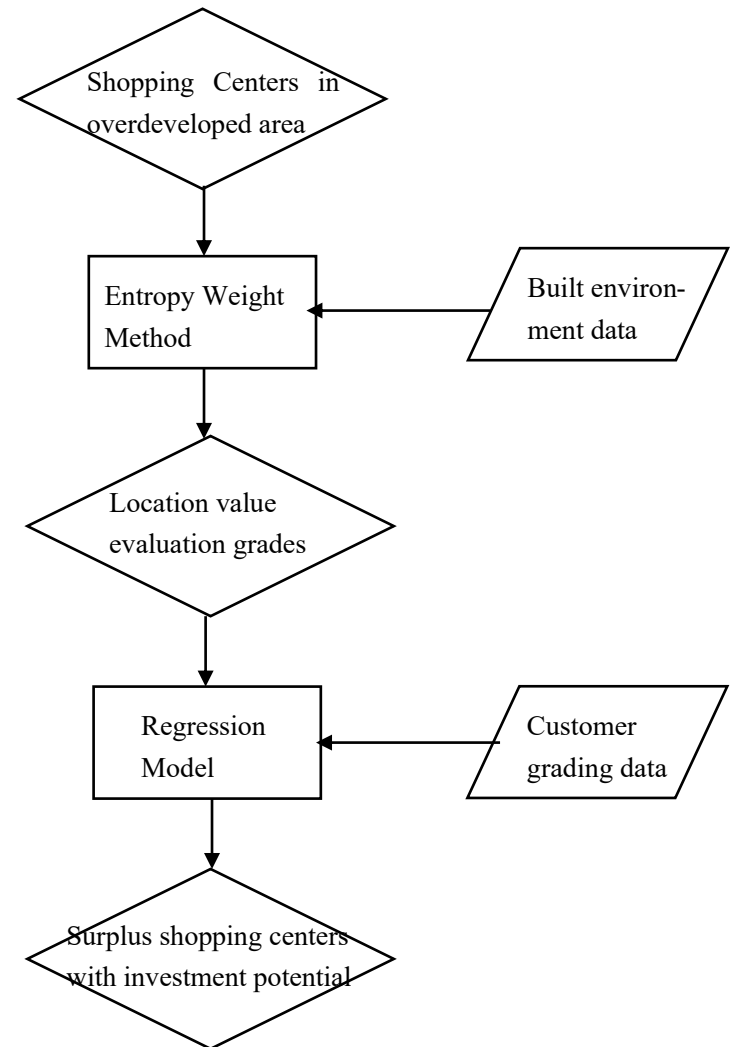 Shopping Centers in
overdeveloped area
Entropy Weight
Method
Built environ-
ment data
Location value
evaluation grades
Regression
Model
Customer
grading data
Surplus shopping centers
with investment potential